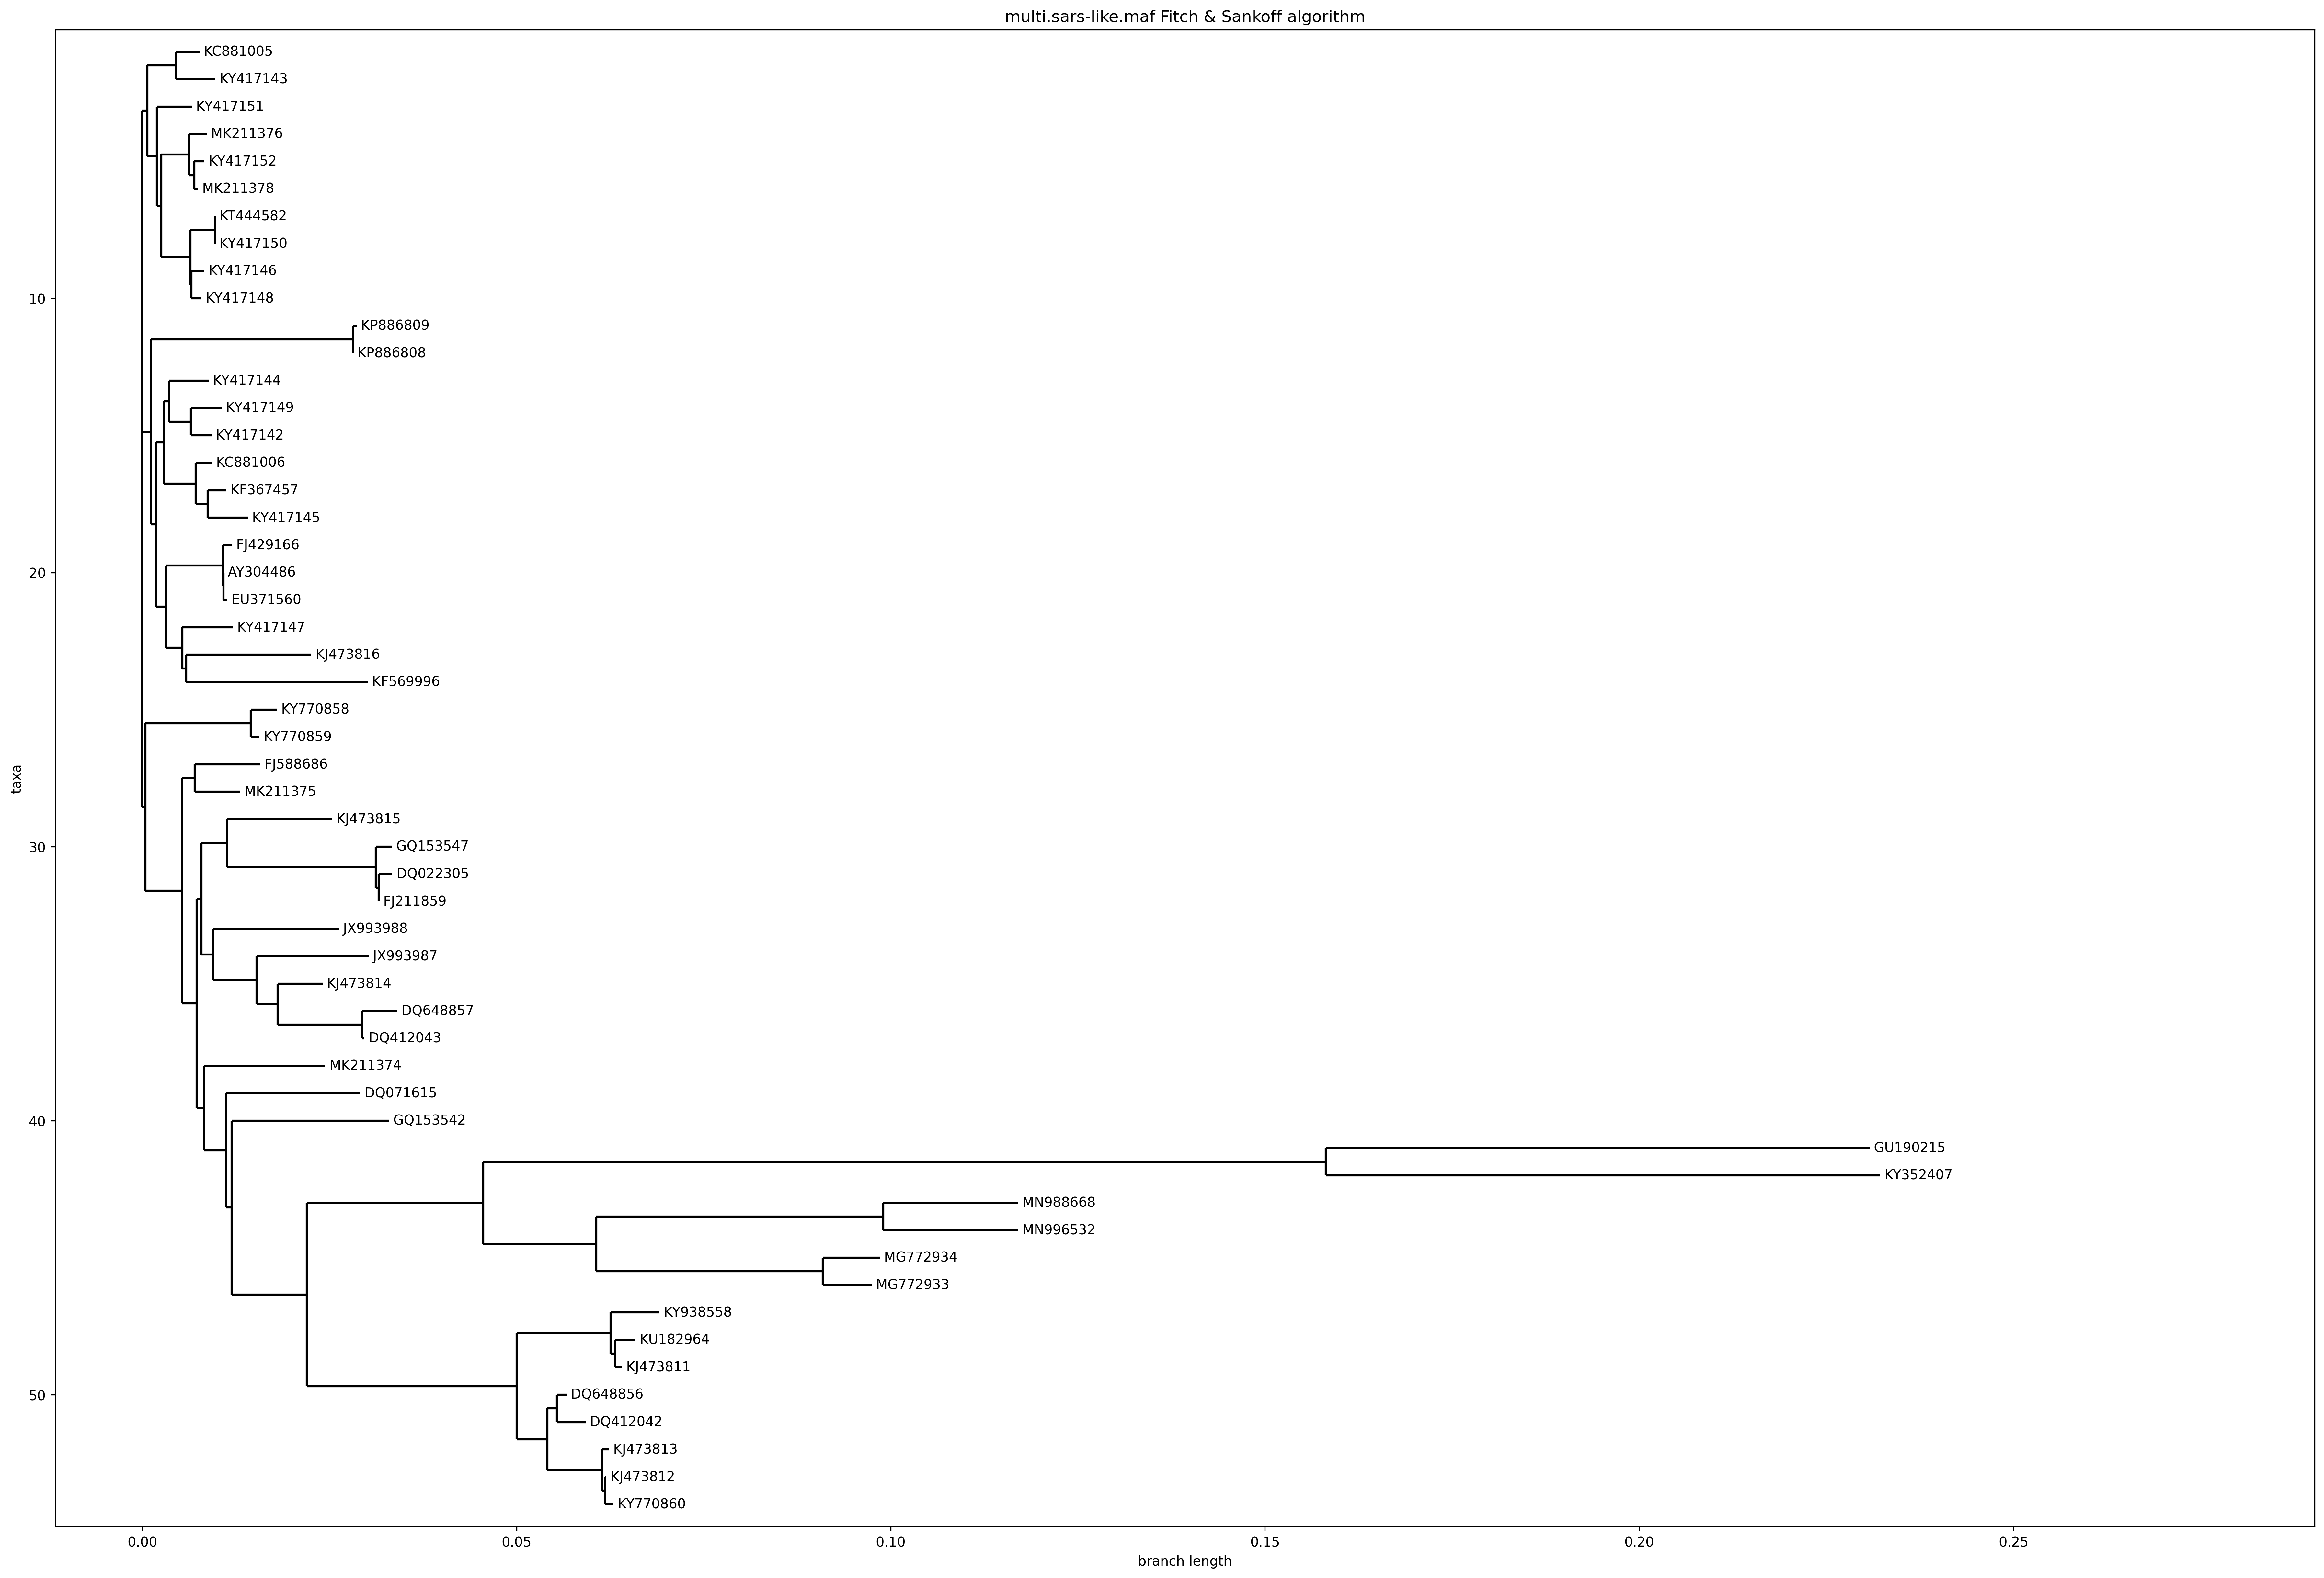 multi.sars-like.maf Fitch & Sankoff algorithm
KC881005
KY417143
KY417151
MK211376
KY417152
MK211378
KT444582
KY417150
KY417146
10
KY417148
KP886809
KP886808
KY417144
KY417149
KY417142
KC881006
KF367457
KY417145
FJ429166
20
AY304486
EU371560
KY417147
KJ473816
KF569996
KY770858
KY770859
FJ588686
taxa
MK211375
KJ473815
30
GQ153547
DQ022305
FJ211859
JX993988
JX993987
KJ473814
DQ648857
DQ412043
MK211374
DQ071615
40
GQ153542
GU190215
KY352407
MN988668
MN996532
MG772934
MG772933
KY938558
KU182964
KJ473811
50
DQ648856
DQ412042
KJ473813
KJ473812
KY770860
0.00 0.05 0.10 0.15 0.20 0.25
branch length